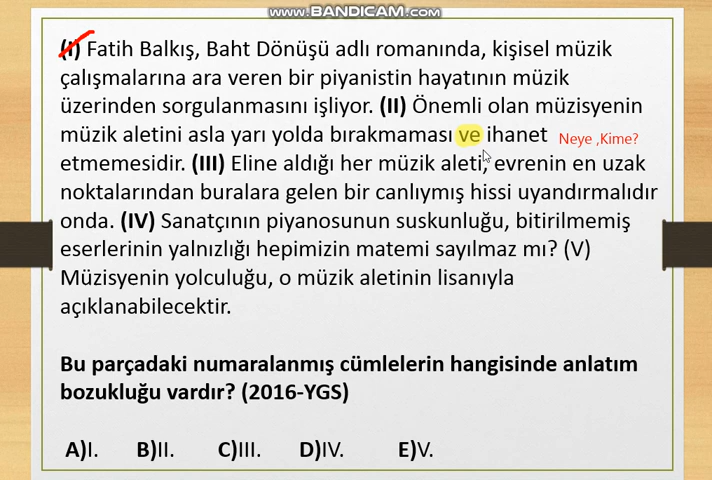 www.BANDICAM.com
(I) Fatih Balkış, Baht Dönüşü adlı romanında, kişisel müzik
çalışmalarına ara veren bir piyanistin hayatının müzik
üzerinden sorgulanmasını işliyor. (II) Önemli olan müzisyenin
müzik aletini asla yarı yolda bırakmaması ve ihanet Neye ,Kime?
etmemesidir. (III) Eline aldığı her müzik aleti, evrenin en uzak
noktalarından buralara gelen bir canlıymış hissi uyandırmalıdır
onda. (IV) Sanatçının piyanosunun suskunluğu, bitirilmemiş
eserlerinin yalnızlığı hepimizin matemi sayılmaz mı? (V)
Müzisyenin yolculuğu, o müzik aletinin lisanıyla
açıklanabilecektir.
Bu parçadaki numaralanmış cümlelerin hangisinde anlatım
bozukluğu vardır? (2016-YGS)
A)I. B)II. C)III. D)IV. E)V.